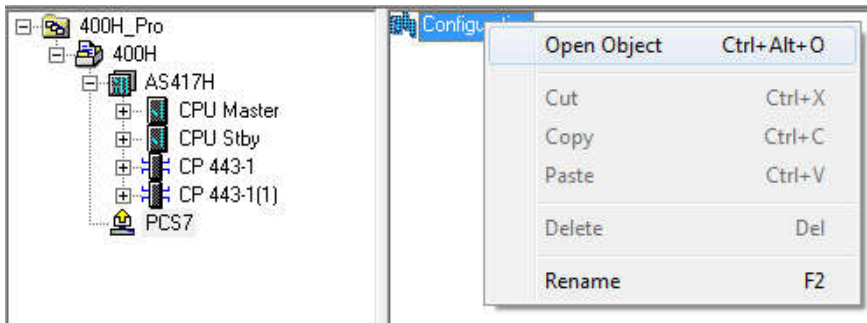 400H_Pro
400H
AS417H
CPU Master
CPU Stby
CP 443-1
CP 443-1(1)
PCS7
Open Object Ctrl+Alt+O
Cut Ctrl+X
Copy Ctrl+C
Paste Ctrl+V
Delete Del
Rename F2